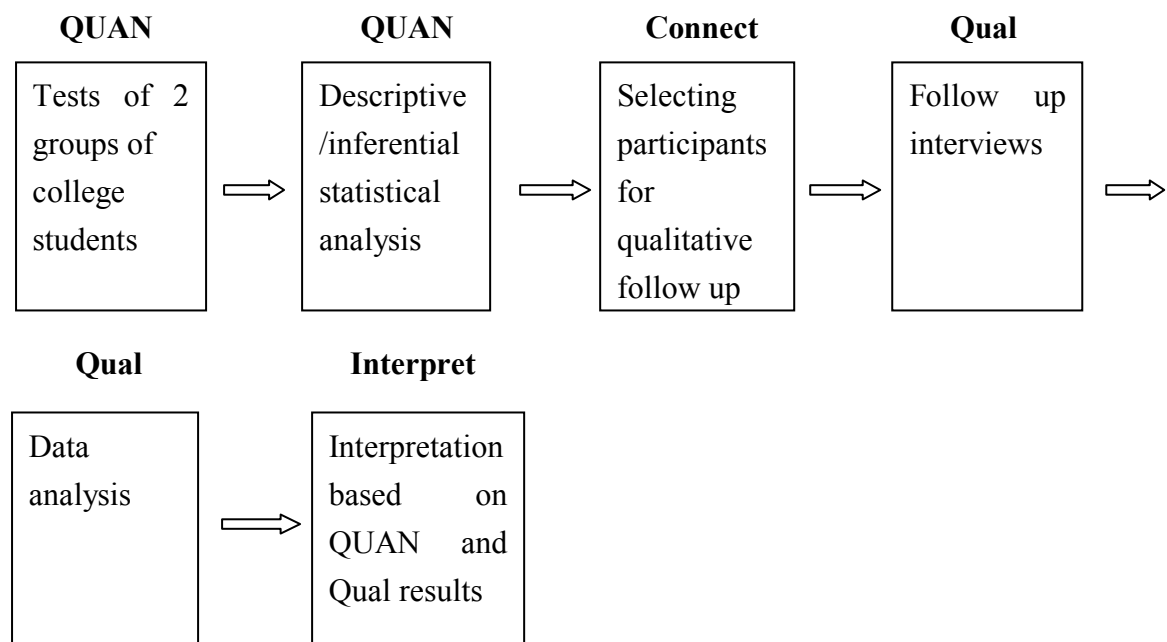 QUAN
Tests of 2
groups of
college
students
QUAN
Descriptive
/inferential
statistical
analysis
Connect
Selecting
participants
for
qualitative
follow up
Qual
Follow up
interviews
Qual
Data
analysis
Interpret
Interpretation
based on
QUAN and
Qual results